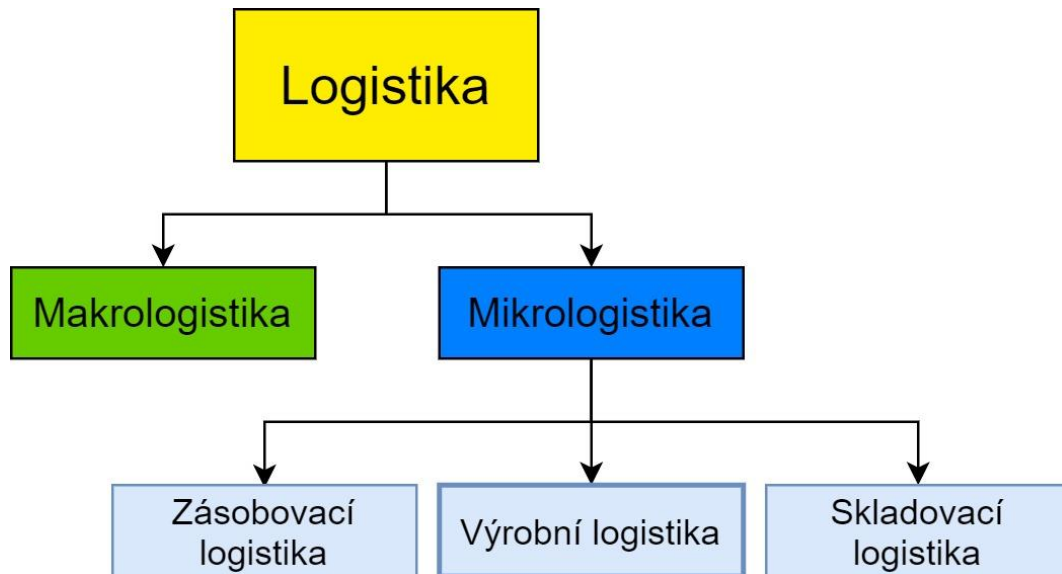 Logistika
Makrologistika
Mikrologistika
Zásobovací
logistika
Výrobní logistika
Skladovací
logistika